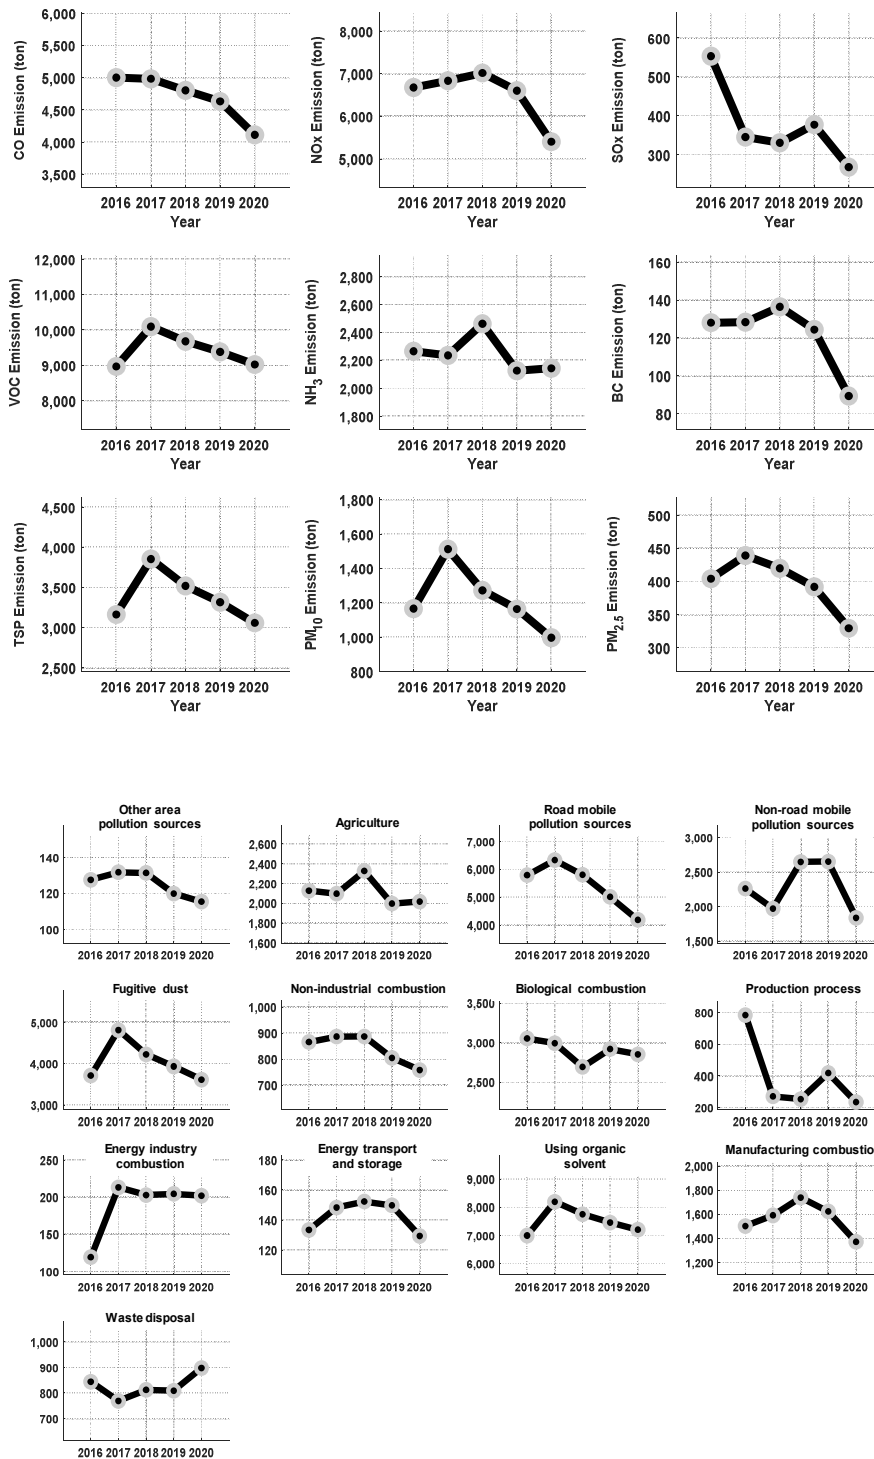 CO Emission (ton)
6,000
5,500
5,000
4,500
4,000
3,500
2016 2017 2018 2019 2020
Year
NOx Emission (ton)
8,000
7,000
6,000
5,000
2016 2017 2018 2019 2020
Year
SOx Emission (ton)
600
500
400
300
2016 2017 2018 2019 2020
Year
VOC Emission (ton)
12,000
11,000
10,000
9,000
8,000
2016 2017 2018 2019 2020
Year
NH3 Emission (ton)
2,800
2,600
2,400
2,200
2,000
1,800
2016 2017 2018 2019 2020
Year
BC Emission (ton)
160
140
120
100
80
2016 2017 2018 2019 2020
Year
TSP Emission (ton)
4,500
4,000
3,500
3,000
2,500
2016 2017 2018 2019 2020
Year
PM10 Emission (ton)
1,800
1,600
1,400
1,200
1,000
800
2016 2017 2018 2019 2020
Year
PM2.5 Emission (ton)
500
450
400
350
300
2016 2017 2018 2019 2020
Year
Other area
pollution sources
140
120
100
2016 2017 2018 2019 2020
Agriculture
2,600
2,400
2,200
2,000
1,800
1,600
2016 2017 2018 2019 2020
Road mobile
pollution sources
7,000
6,000
5,000
4,000
2016 2017 2018 2019 2020
Non-road mobile
pollution sources
3,000
2,500
2,000
1,500
2016 2017 2018 2019 2020
Fugitive dust
5,000
4,000
3,000
2016 2017 2018 2019 2020
Non-industrial combustion
1,000
900
800
700
2016 2017 2018 2019 2020
Biological combustion
3,500
3,000
2,500
2016 2017 2018 2019 2020
Production process
800
600
400
200
2016 2017 2018 2019 2020
Energy industry
combustion
250
200
150
100
2016 2017 2018 2019 2020
Energy transport
and storage
180
160
140
120
2016 2017 2018 2019 2020
Using organic
solvent
9,000
8,000
7,000
6,000
2016 2017 2018 2019 2020
Manufacturing combustio
2,000
1,800
1,600
1,400
1,200
2016 2017 2018 2019 2020
Waste disposal
1,000
900
800
700
2016 2017 2018 2019 2020